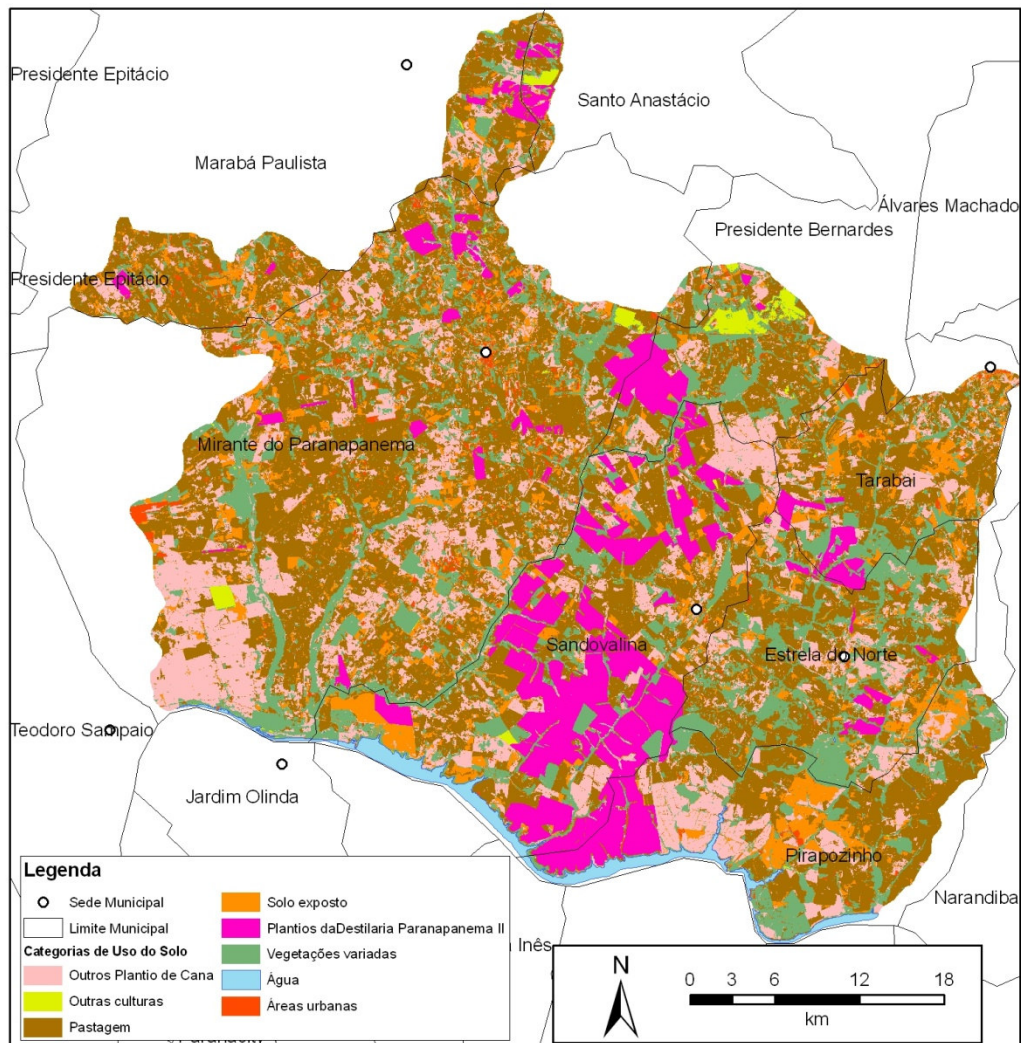 Presidente Epitácio
Santo Anastácio
Marabá Paulista
Álvares Machado
Presidente Bernardes
Presidente Epitácio
Mirante do Paranapanema
Tarabai
Sandovalina
Estrela do Norte
Teodoro Sampaio
Jardim Olinda
Pirapozinho
Narandiba
Inês
Legenda
Sede Municipal
Limite Municipal
Categorias de Uso do Solo
Outros Plantio de Cana
Outras culturas
Pastagem
Solo exposto
Plantios daDestilaria Paranapanema II
Vegetações variadas
Água
Áreas urbanas
N
0 3 6 12 18
km